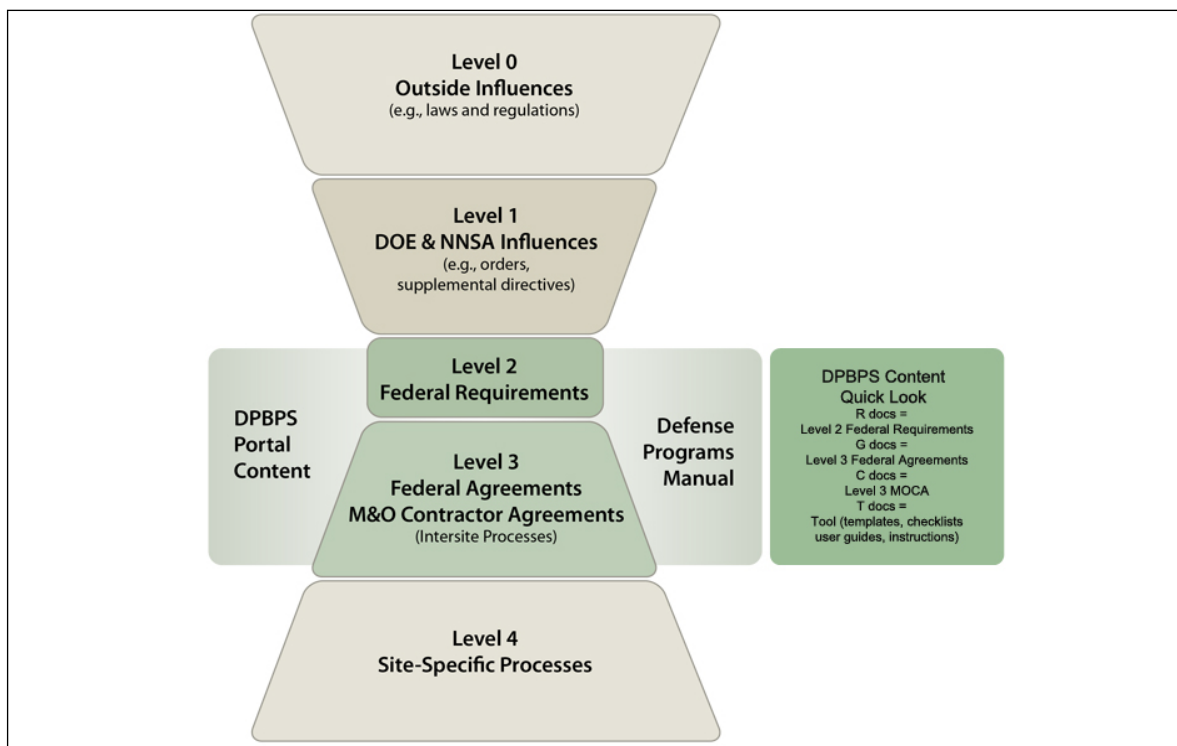 Level 0
Outside Influences
(e.g., laws and regulations)
Level 1
DOE & NNSA Influences
(e.g., orders,
supplemental directives)
Level 2
Federal Requirements
DPBPS
Portal
Content
Level 3
Federal Agreements
M&O Contractor Agreements
(Intersite Processes)
Defense
Programs
Manual
DPBPS Content
Quick Look
R docs =
Level 2 Federal Requirements
G docs =
Level 3 Federal Agreements
C docs =
Level 3 MOCA
T docs =
Tool (templates, checklists
user guides, instructions)
Level 4
Site-Specific Processes